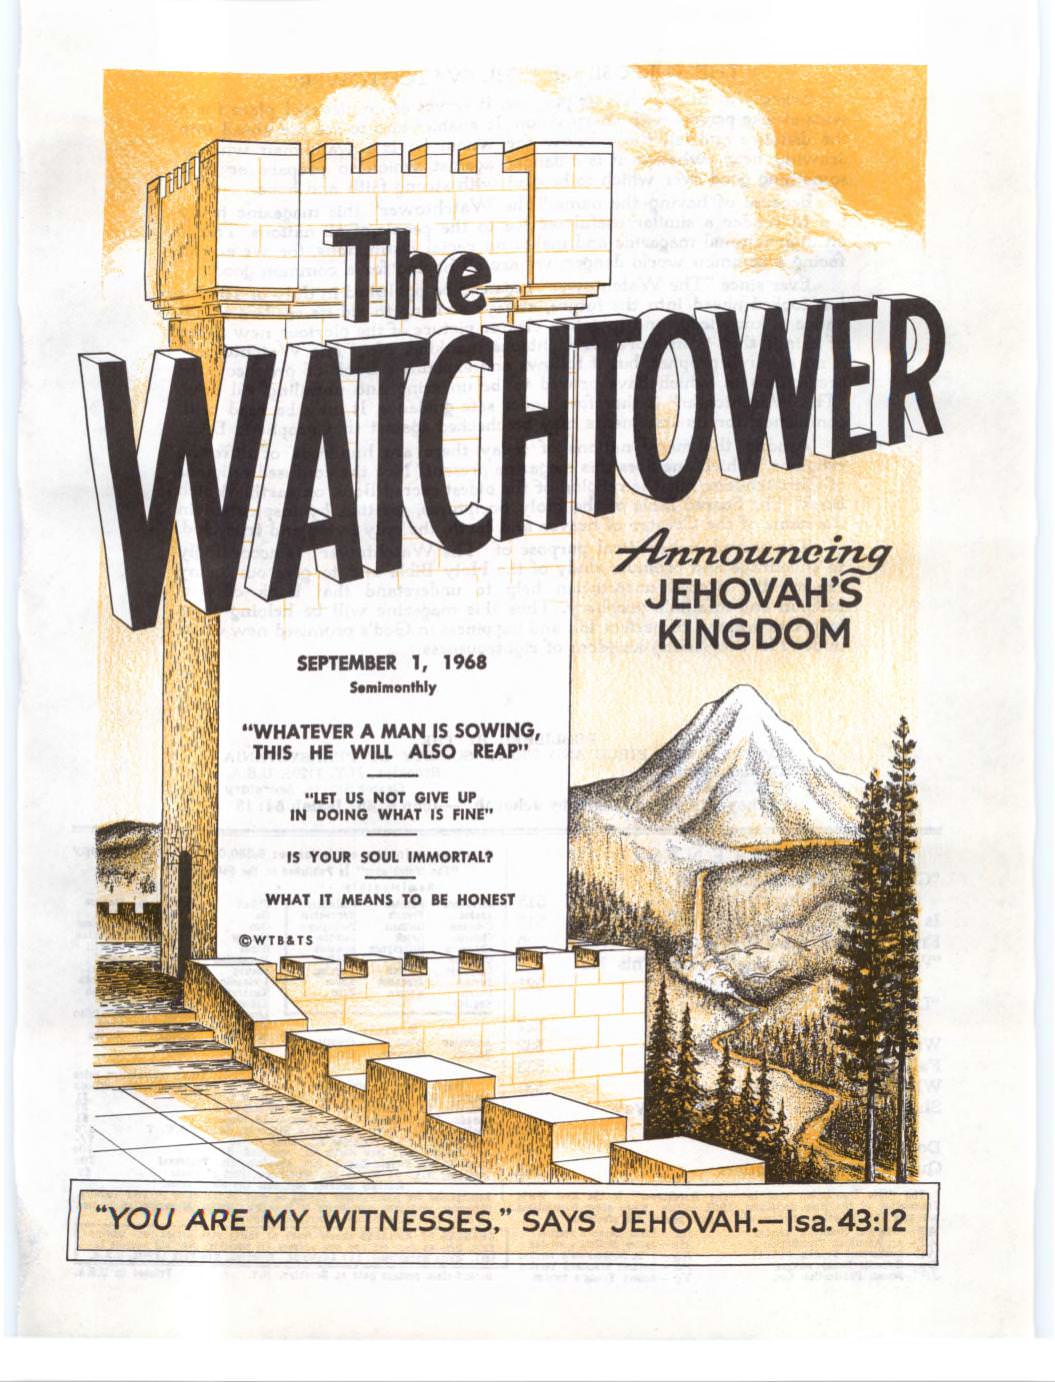 The
WATCHTOWER
Announcing
JEHOVAH'S
KINGDOM
SEPTEMBER 1, 1968
Semimonthly
"WHATEVER A MAN IS SOWING,
THIS HE WILL ALSO REAP"
"LET US NOT GIVE UP
IN DOING WHAT IS FINE"
IS YOUR SOUL IMMORTAL?
WHAT IT MEANS TO BE HONEST
©WTB&TS
"YOU ARE MY WITNESSES," SAYS JEHOVAH.—Isa. 43:12